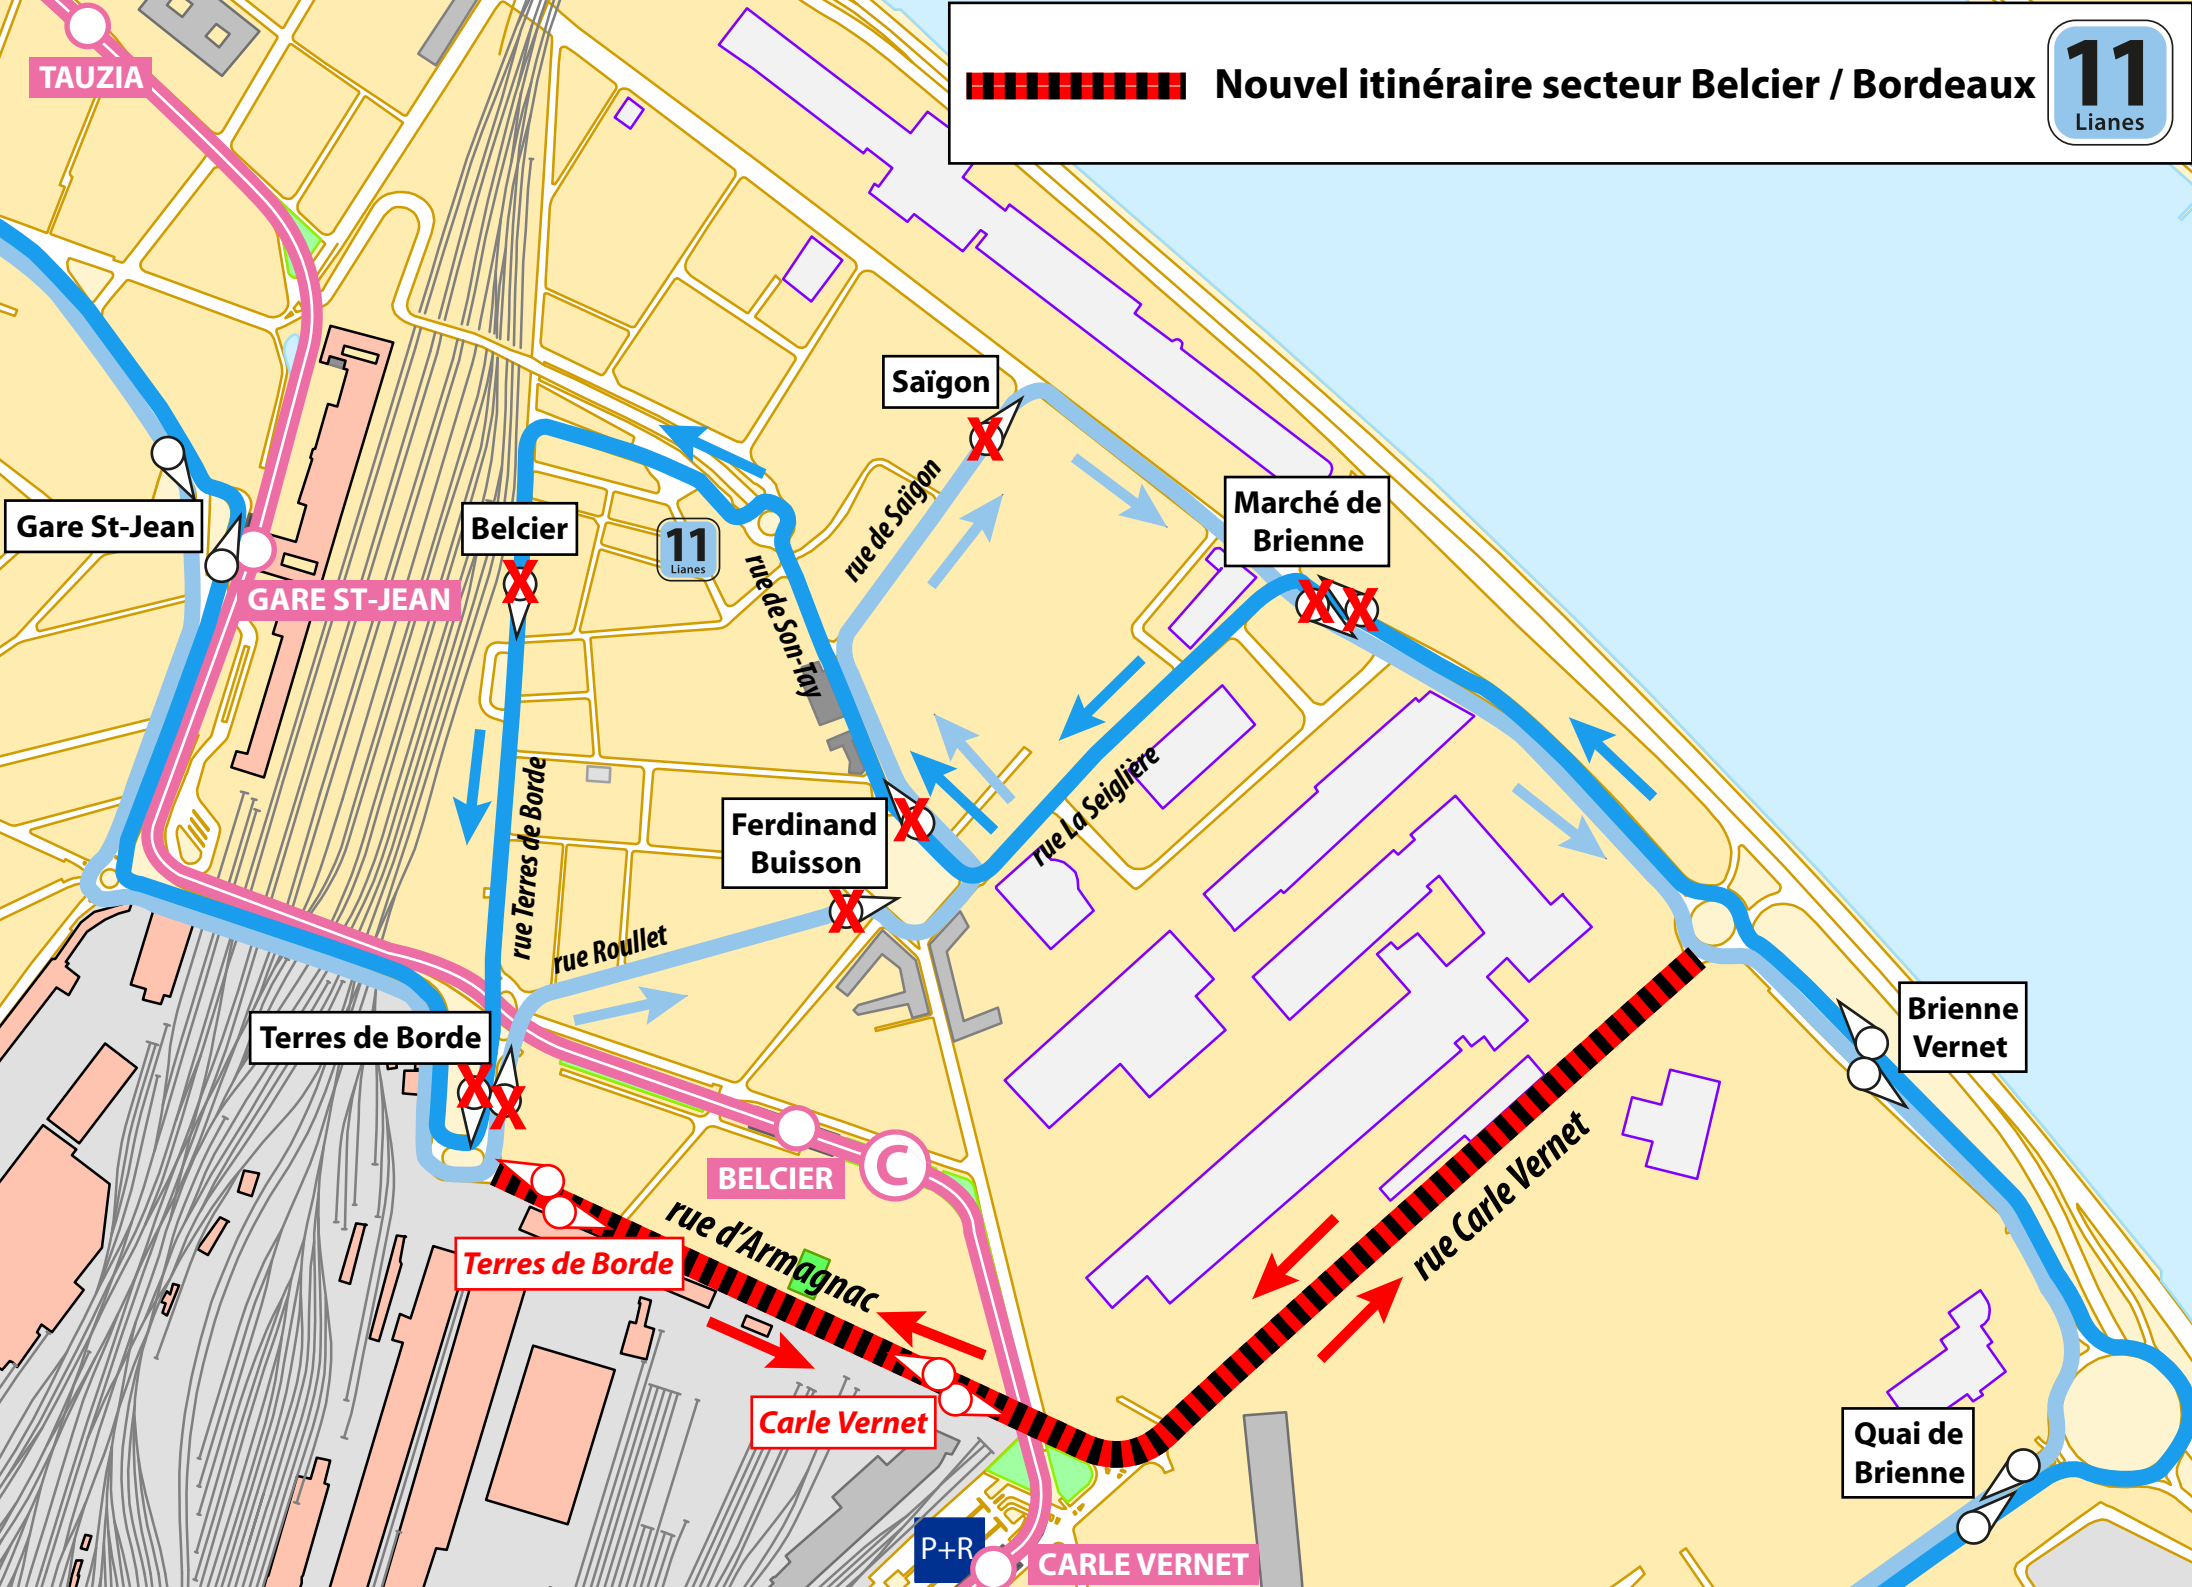 Nouvel itinéraire secteur Belcier / Bordeaux
11
Lianes
TAUZIA
Saïgon
rue de Saïgon
Marché de
Brienne
Gare St-Jean
Belcier
11
Lianes
rue de Son-Tay
GARE ST-JEAN
rue La Seiglière
rue Terres de Borde
Ferdinand
Buisson
rue Roullet
Terres de Borde
Brienne
Vernet
BELCIER
C
rue d'Armagnac
rue Carle Vernet
Terres de Borde
Carle Vernet
Quai de
Brienne
P+R
CARLE VERNET
X
X
X
X
X
X
X
X